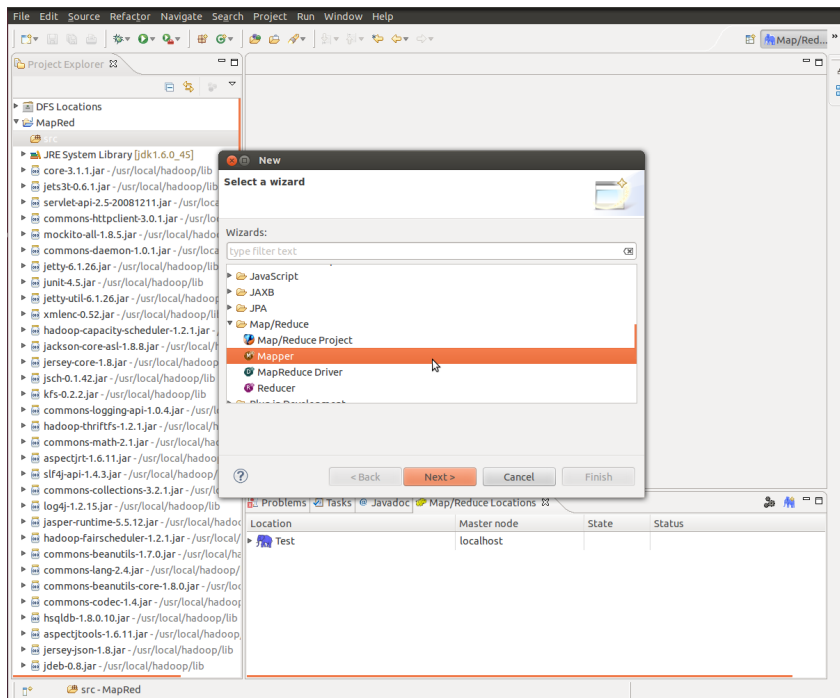 File Edit Source Refactor Navigate Search Project Run Window Help
Map/Red...
»
Project Explorer
DFS Locations
MapRed
src
JRE System Library [jdk1.6.0_45]
core-3.1.1.jar - /usr/local/hadoop/lib
jets3t-0.6.1.jar - /usr/local/hadoop/lib
servlet-api-2.5-20081211.jar - /usr/loca
commons-httpclient-3.0.1.jar - /usr/lo
mockito-all-1.8.5.jar - /usr/local/hadoo
commons-daemon-1.0.1.jar - /usr/loca
jetty-6.1.26.jar - /usr/local/hadoop/lib
junit-4.5.jar - /usr/local/hadoop/lib
jetty-util-6.1.26.jar - /usr/local/hadoop
xmlenc-0.52.jar - /usr/local/hadoop/lib
hadoop-capacity-scheduler-1.2.1.jar -
jackson-core-asl-1.8.8.jar - /usr/local/h
jersey-core-1.8.jar - /usr/local/hadoop
jsch-0.1.42.jar - /usr/local/hadoop/lib
kfs-0.2.2.jar - /usr/local/hadoop/lib
commons-logging-api-1.0.4.jar - /usr/l
hadoop-thriftfs-1.2.1.jar - /usr/local/
commons-math-2.1.jar - /usr/local/had
aspectjrt-1.6.11.jar - /usr/local/hadoo
slf4j-api-1.4.3.jar - /usr/local/hadoop/
commons-collections-3.2.1.jar - /usr/l
log4j-1.2.15.jar - /usr/local/hadoop/lib
jasper-runtime-5.5.12.jar - /usr/local/hadoo
hadoop-fairscheduler-1.2.1.jar - /usr/local/
commons-beanutils-1.7.0.jar - /usr/local/ha
commons-lang-2.4.jar - /usr/local/hadoop/
commons-beanutils-core-1.8.0.jar - /usr/loc
commons-codec-1.4.jar - /usr/local/hadoop
hsqldb-1.8.0.10.jar - /usr/local/hadoop/lib
aspectjtools-1.6.11.jar - /usr/local/hadoop
jersey-json-1.8.jar - /usr/local/hadoop/lib
jdeb-0.8.jar - /usr/local/hadoop/lib
New
Select a wizard
Wizards:
type filter text
JavaScript
JAXB
JPA
Map/Reduce
Map/Reduce Project
Mapper
MapReduce Driver
Reducer
Plug-in Development
? < Back Next > Cancel Finish
Problems Tasks @ Javadoc Map/Reduce Locations
Location Master node State Status
Test localhost
src - MapRed